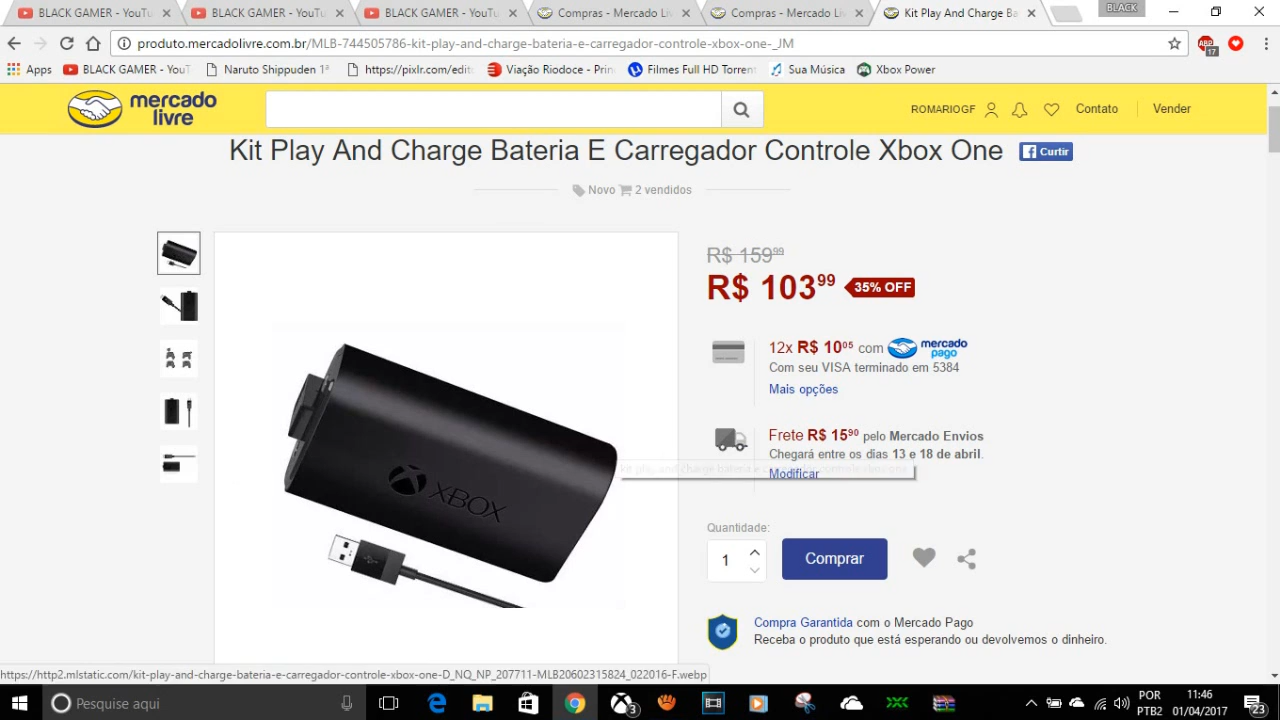 BLACK GAMER - YouTu
BLACK GAMER - YouTu
BLACK GAMER - YouTu
Compras - Mercado Liv
Compras - Mercado Liv
Kit Play And Charge Ba
BLACK
produto.mercadolivre.com.br/MLB-744505786-kit-play-and-charge-bateria-e-carregador-controle-xbox-one-_JM
ABP
17
Apps
BLACK GAMER - YouT
Naruto Shippuden 1ª
https://pixlr.com/edit
Viação Riodoce - Prin
Filmes Full HD Torrent
Sua Música
Xbox Power
mercado
livre
ROMARIOGF
Contato
Vender
Kit Play And Charge Bateria E Carregador Controle Xbox One
Curtir
Novo 2 vendidos
R$ 159⁹⁹
R$ 103⁹⁹
35% OFF
12x R$ 10⁰⁵ com mercado pago
Com seu VISA terminado em 5384
Mais opções
Frete R$ 15⁹⁰ pelo Mercado Envios
Chegará entre os dias 13 e 18 de abril.
Modificar
XBOX
Quantidade:
1
Comprar
Compra Garantida com o Mercado Pago
Receba o produto que está esperando ou devolvemos o dinheiro.
https://http2.mlstatic.com/kit-play-and-charge-bateria-e-carregador-controle-xbox-one-D_NQ_NP_207711-MLB20602315824_022016-F.webp
Pesquise aqui
3
POR
PTB2
11:46
01/04/2017
23